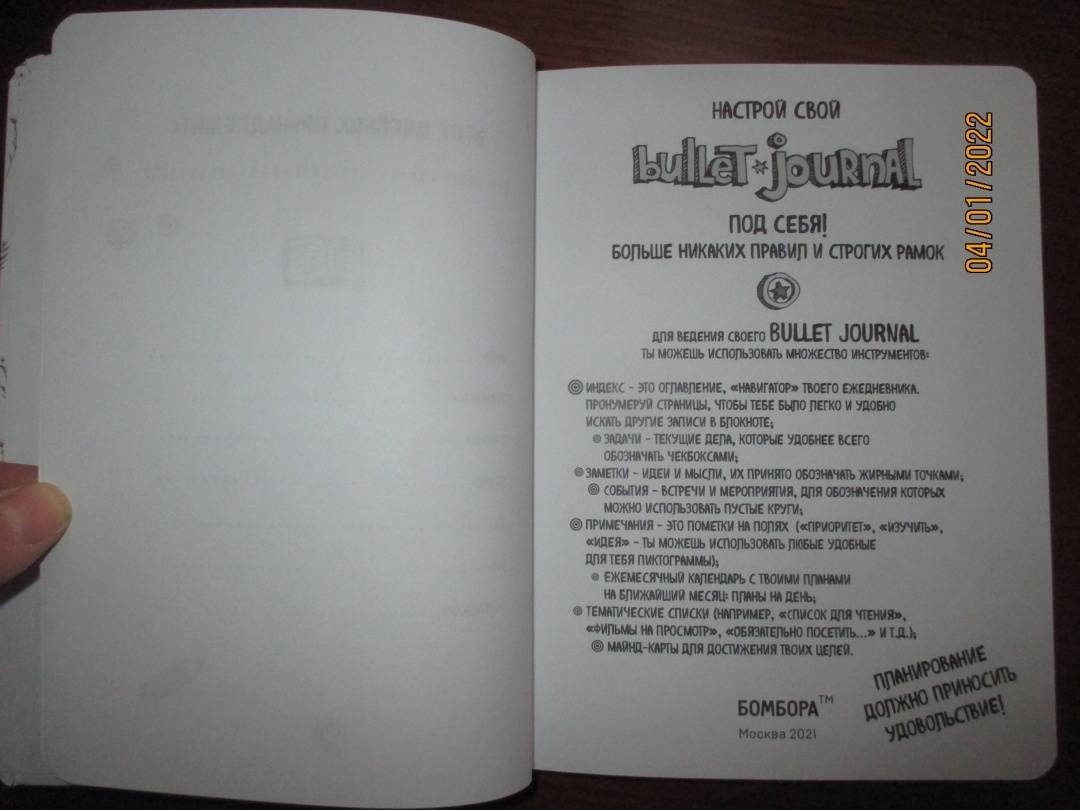 НАСТРОЙ СВОЙ
bullet journal
ПОД СЕБЯ!
БОЛЬШЕ НИКАКИХ ПРАВИЛ И СТРОГИХ РАМОК
04/01/2022
ДЛЯ ВЕДЕНИЯ СВОЕГО BULLET JOURNAL
ТЫ МОЖЕШЬ ИСПОЛЬЗОВАТЬ МНОЖЕСТВО ИНСТРУМЕНТОВ:
ИНДЕКС – ЭТО ОГЛАВЛЕНИЕ, «НАВИГАТОР» ТВОЕГО ЕЖЕДНЕВНИКА.
ПРОНУМЕРУЙ СТРАНИЦЫ, ЧТОБЫ ТЕБЕ БЫЛО ЛЕГКО И УДОБНО
ИСКАТЬ ДРУГИЕ ЗАПИСИ В БЛОКНОТЕ;
ЗАДАЧИ – ТЕКУЩИЕ ДЕЛА, КОТОРЫЕ УДОБНЕЕ ВСЕГО
ОБОЗНАЧАТЬ ЧЕКБОКСАМИ;
ЗАМЕТКИ – ИДЕИ И МЫСЛИ, ИХ ПРИНЯТО ОБОЗНАЧАТЬ ЖИРНЫМИ ТОЧКАМИ;
СОБЫТИЯ – ВСТРЕЧИ И МЕРОПРИЯТИЯ, ДЛЯ ОБОЗНАЧЕНИЯ КОТОРЫХ
МОЖНО ИСПОЛЬЗОВАТЬ ПУСТЫЕ КРУГИ;
ПРИМЕЧАНИЯ – ЭТО ПОМЕТКИ НА ПОЛЯХ («ПРИОРИТЕТ», «ИЗУЧИТЬ»,
«ИДЕЯ» – ТЫ МОЖЕШЬ ИСПОЛЬЗОВАТЬ ЛЮБЫЕ УДОБНЫЕ
ДЛЯ ТЕБЯ ПИКТОГРАММЫ);
ЕЖЕМЕСЯЧНЫЙ КАЛЕНДАРЬ С ТВОИМИ ПЛАНАМИ
НА БЛИЖАЙШИЙ МЕСЯЦ: ПЛАНЫ НА ДЕНЬ;
ТЕМАТИЧЕСКИЕ СПИСКИ (НАПРИМЕР, «СПИСОК ДЛЯ ЧТЕНИЯ»,
«ФИЛЬМЫ НА ПРОСМОТР», «ОБЯЗАТЕЛЬНО ПОСЕТИТЬ...» И Т.Д.);
МАЙНД-КАРТЫ ДЛЯ ДОСТИЖЕНИЯ ТВОИХ ЦЕЛЕЙ.
ПЛАНИРОВАНИЕ
ДОЛЖНО ПРИНОСИТЬ
УДОВОЛЬСТВИЕ!
БОМБОРА™
Москва 2021